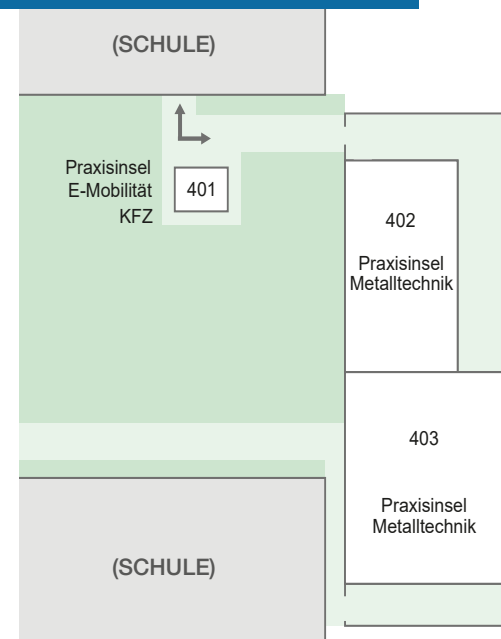 (SCHULE)
Praxisinsel
E-Mobilität
KFZ
401
402
Praxisinsel
Metalltechnik
403
Praxisinsel
Metalltechnik
(SCHULE)